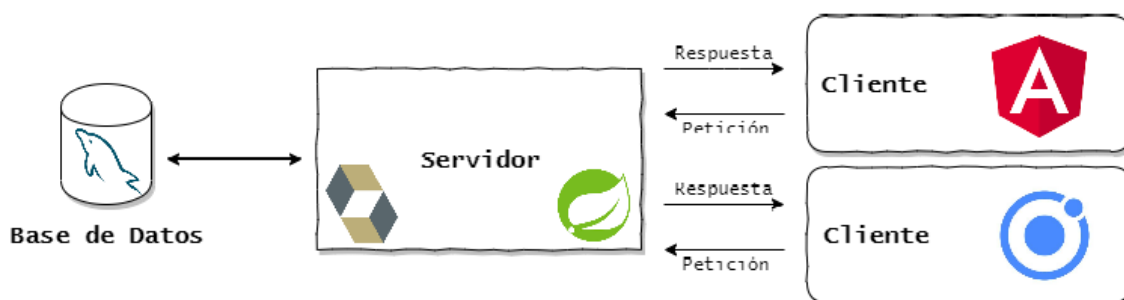 Respuesta
Cliente
Petición
Servidor
Base de Datos
Respuesta
Cliente
Petición